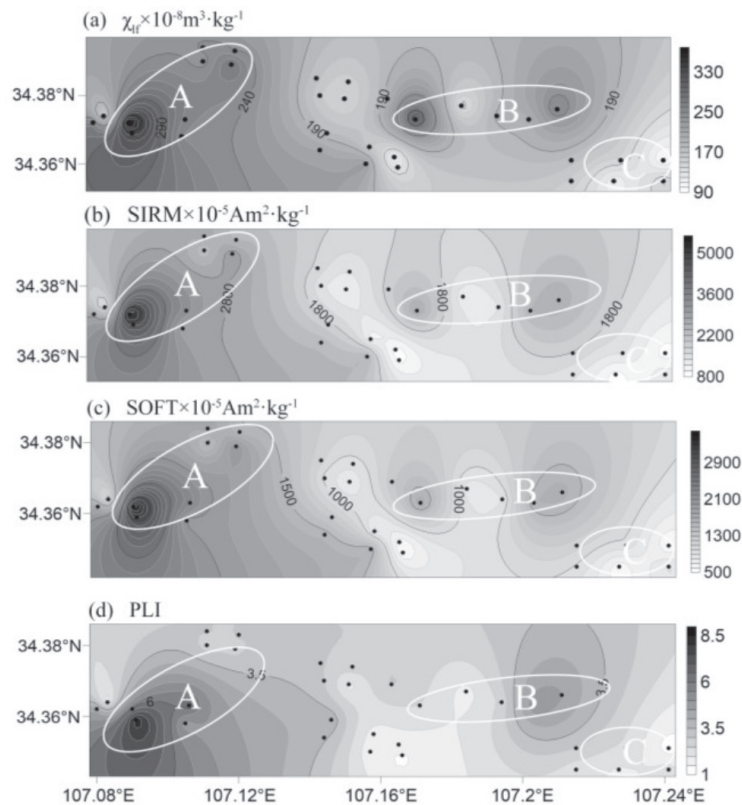 (a) χlf×10-8m3·kg-1
34.38°N
34.36°N
A
B
C
290
240
190
190
190
330
250
170
90
(b) SIRM×10-5Am2·kg-1
34.38°N
34.36°N
A
B
C
2800
1800
1800
1800
5000
3600
2200
800
(c) SOFT×10-5Am2·kg-1
34.38°N
34.36°N
A
B
C
1500
1000
1000
2900
2100
1300
500
(d) PLI
34.38°N
34.36°N
A
B
C
6
3.5
3.5
8.5
6
3.5
1
107.08°E 107.12°E 107.16°E 107.2°E 107.24°E